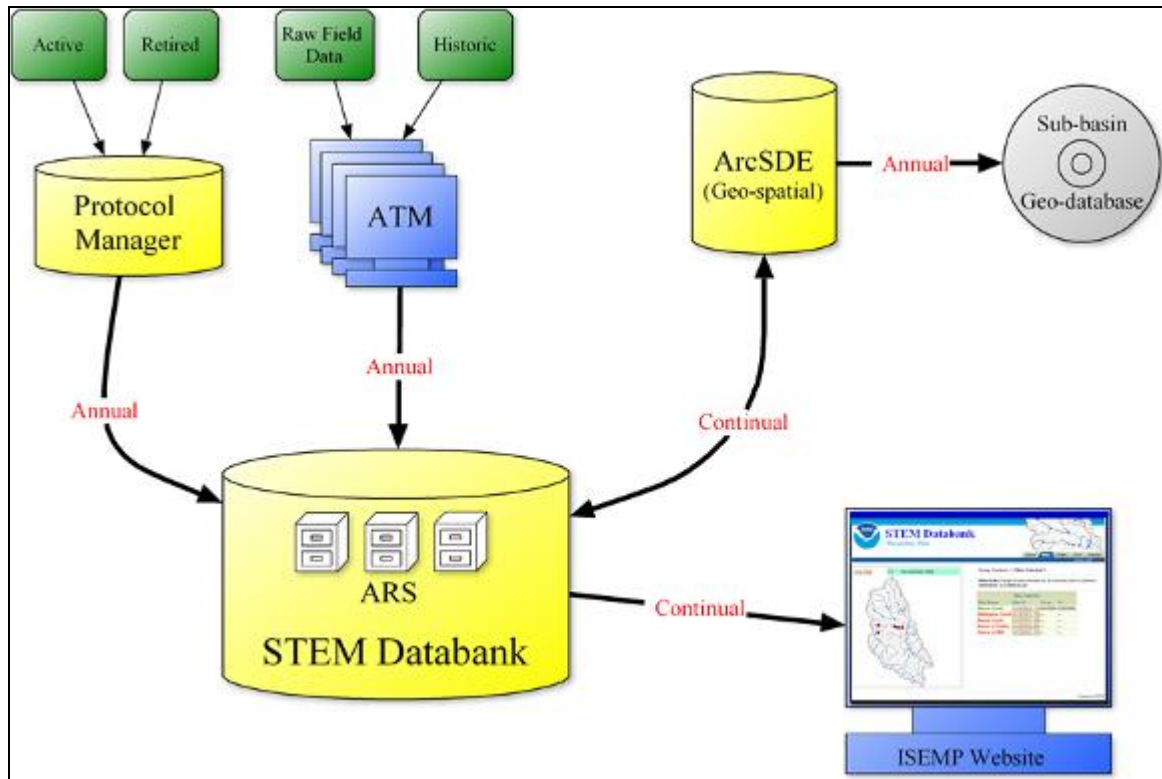 Active
Retired
Raw Field
Data
Historic
Protocol
Manager
ATM
ArcSDE
(Geo-spatial)
Annual
Sub-basin
Geo-database
Annual
Annual
Continual
ARS
STEM Databank
Continual
STEM Databank
ISEMP Website